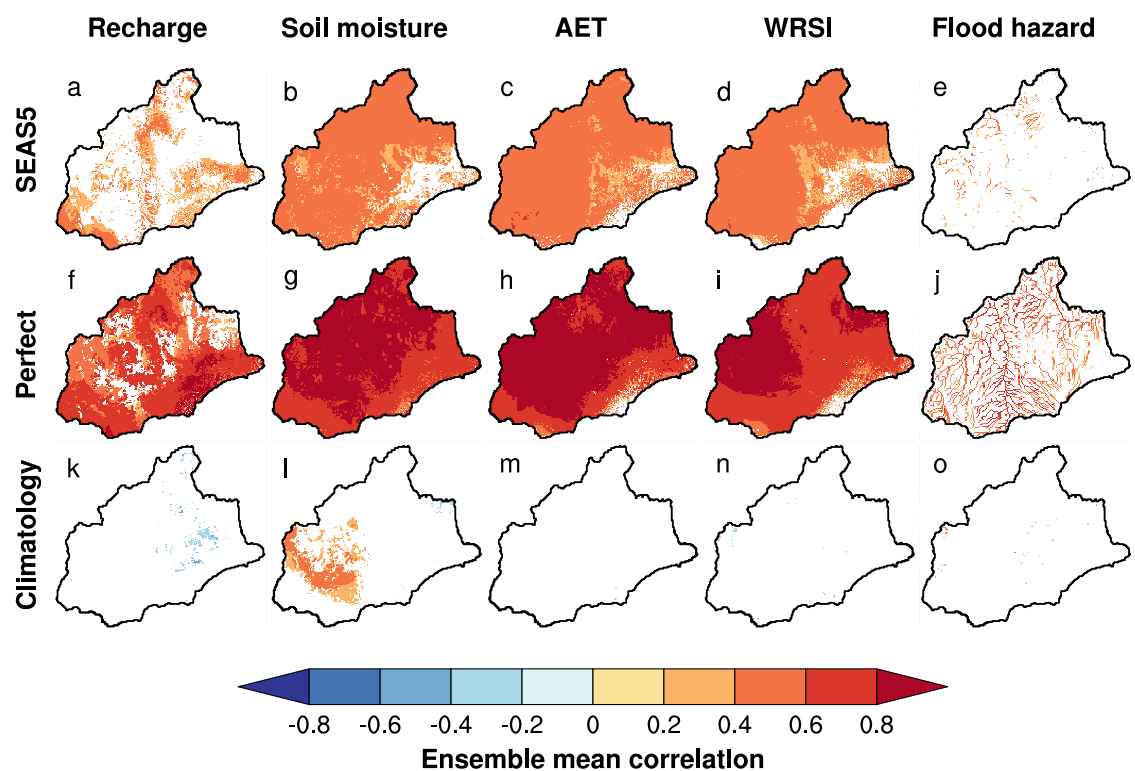 Recharge Soil moisture AET WRSI Flood hazard
SEAS5
a b c d e
Perfect
f g h i j
Climatology
k l m n o
-0.8 -0.6 -0.4 -0.2 0 0.2 0.4 0.6 0.8
Ensemble mean correlation